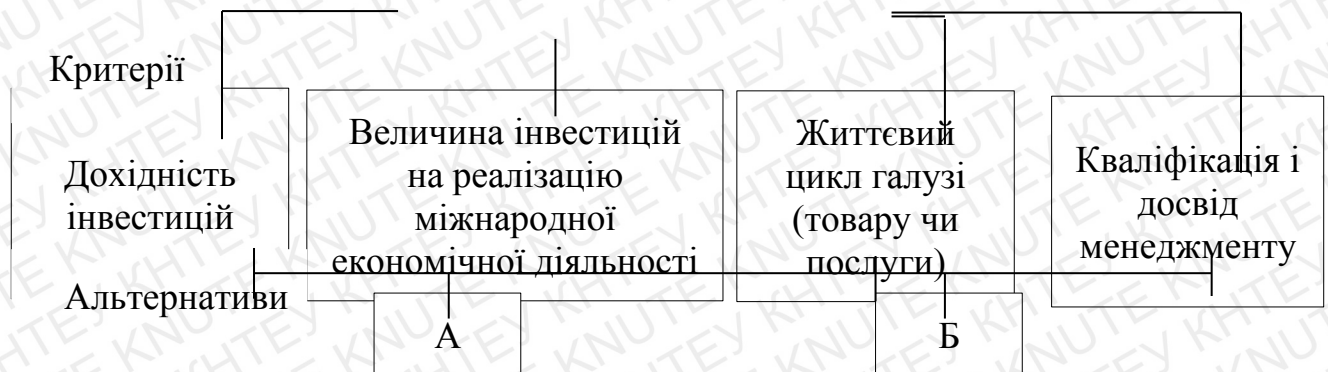 Критерії
Дохідність
інвестицій
Величина інвестицій
на реалізацію
міжнародної
економічної діяльності
Життєвий
цикл галузі
(товару чи
послуги)
Кваліфікація і
досвід
менеджменту
Альтернативи
А
Б